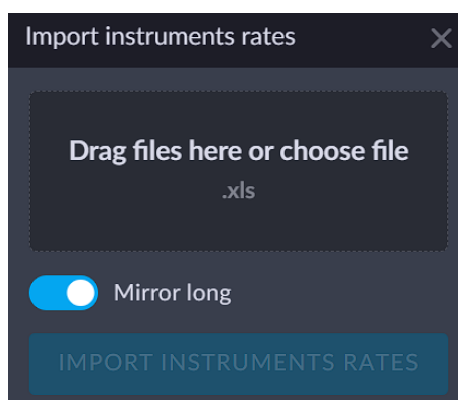 Import instruments rates
Drag files here or choose file
.xls
Mirror long
IMPORT INSTRUMENTS RATES